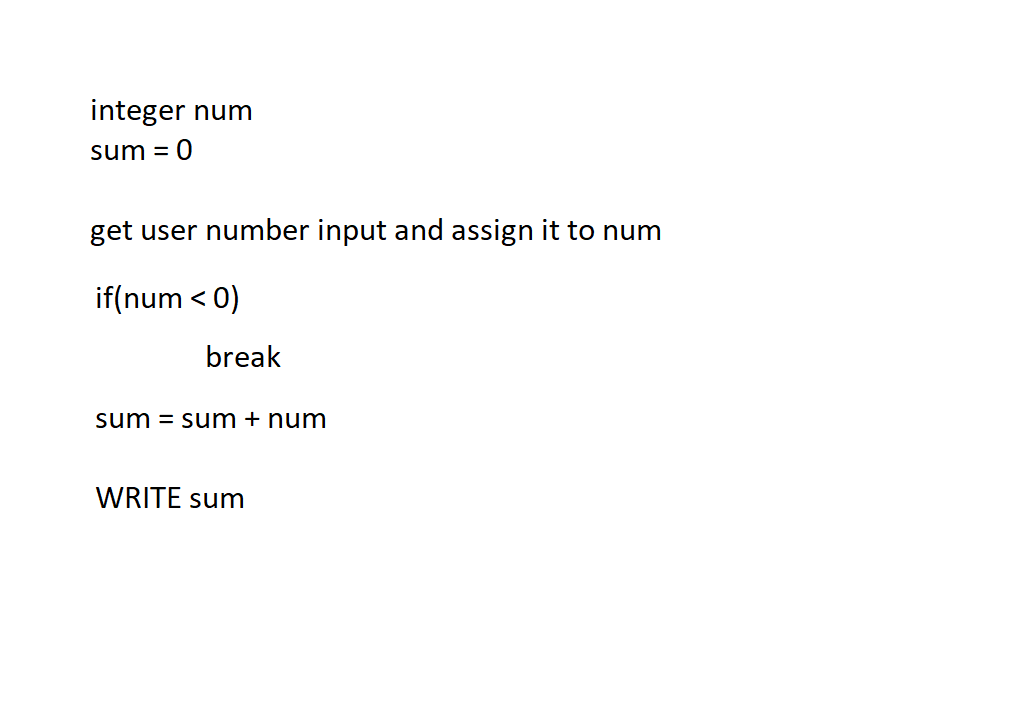 integer num
sum = 0
get user number input and assign it to num
if(num < 0)
break
sum = sum + num
WRITE sum